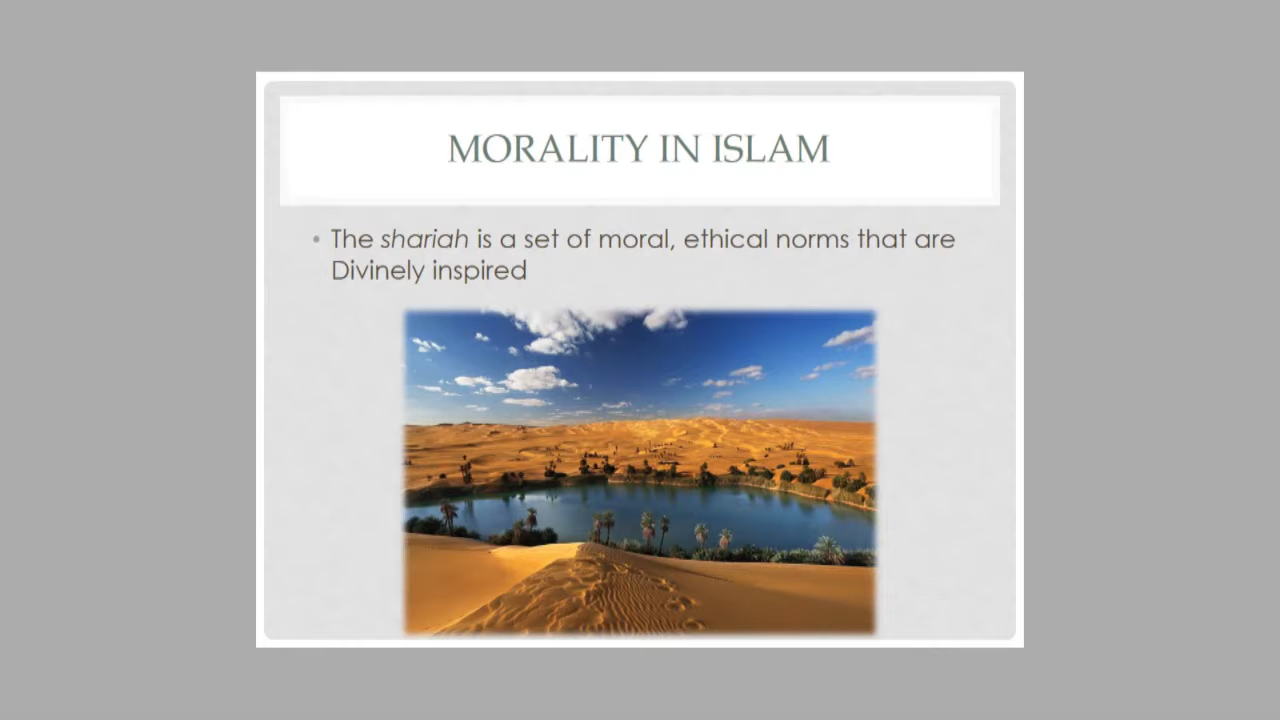 MORALITY IN ISLAM
• The shariah is a set of moral, ethical norms that are
Divinely inspired